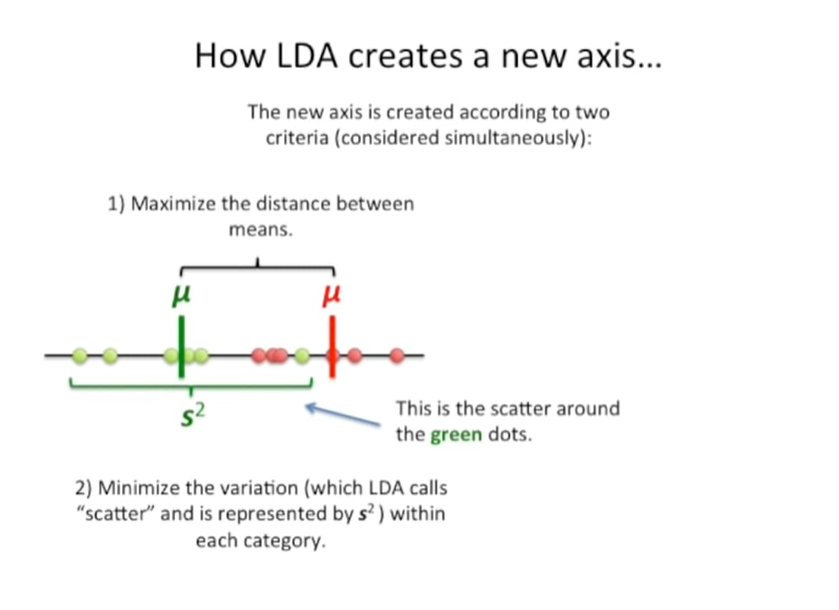 How LDA creates a new axis...
The new axis is created according to two
criteria (considered simultaneously):
1) Maximize the distance between
means.
μ μ
s²
This is the scatter around
the green dots.
2) Minimize the variation (which LDA calls
“scatter” and is represented by s² ) within
each category.